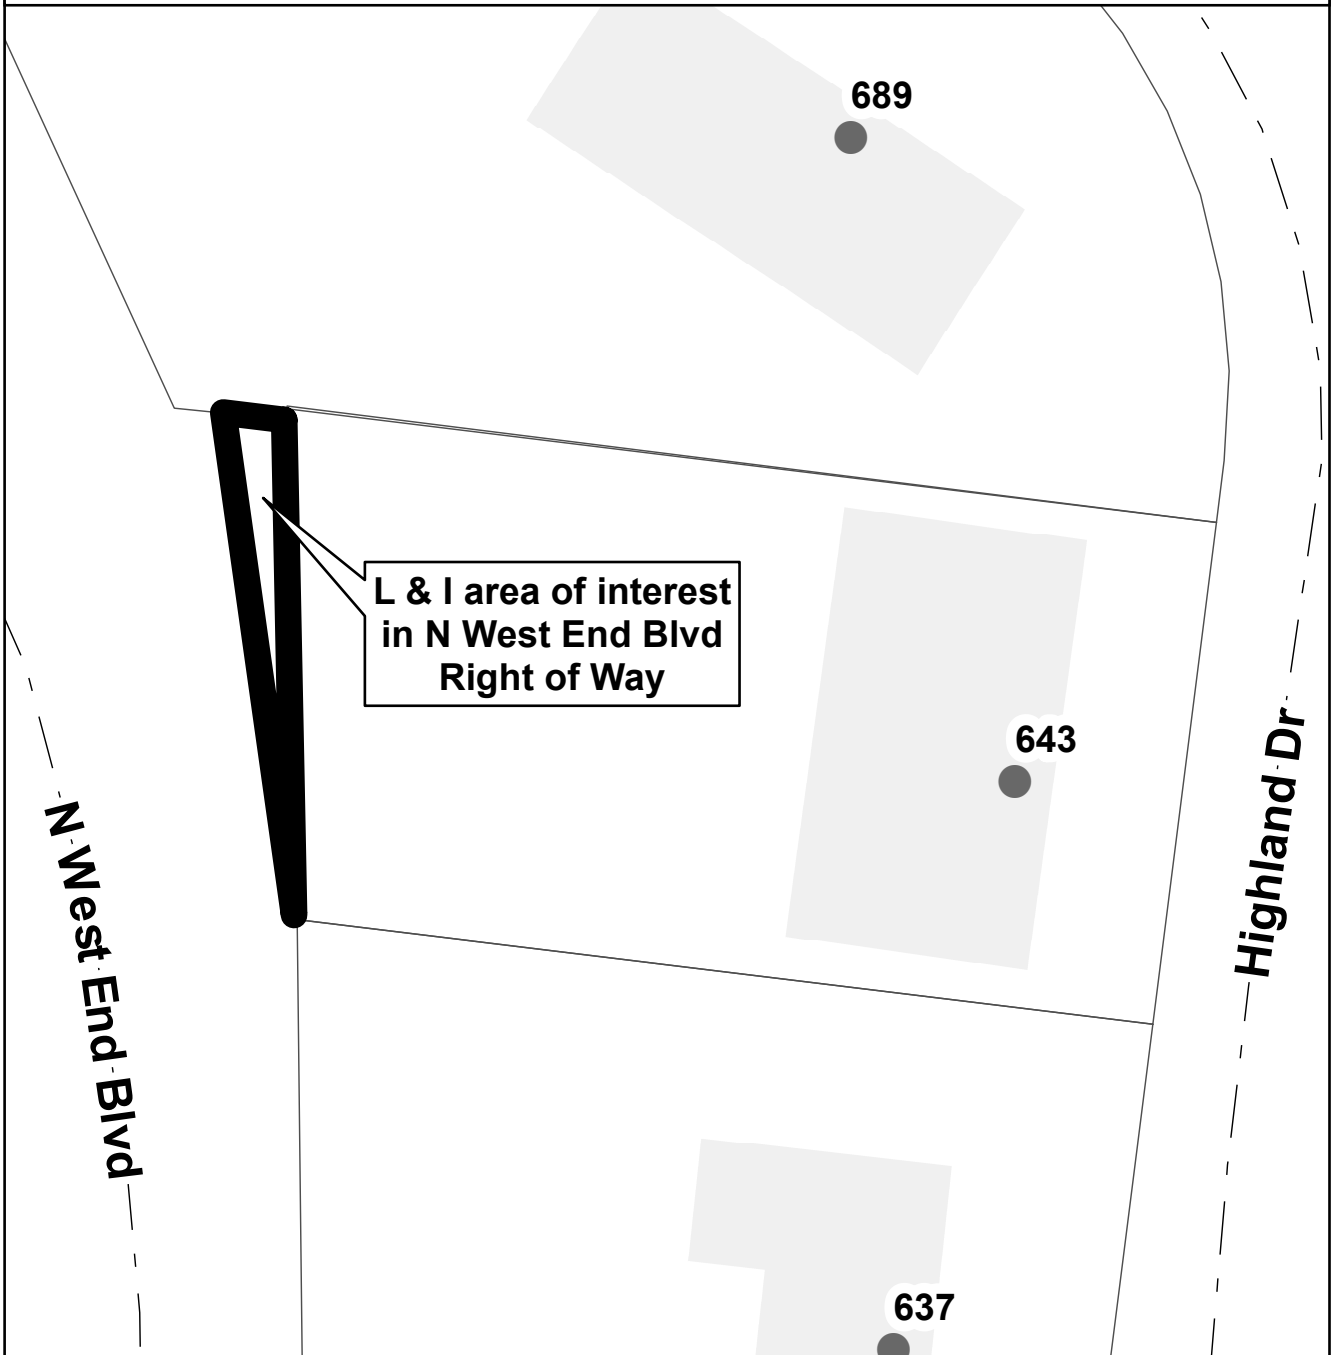 689
L & I area of interest
in N West End Blvd
Right of Way
643
Highland Dr
N West End Blvd
637